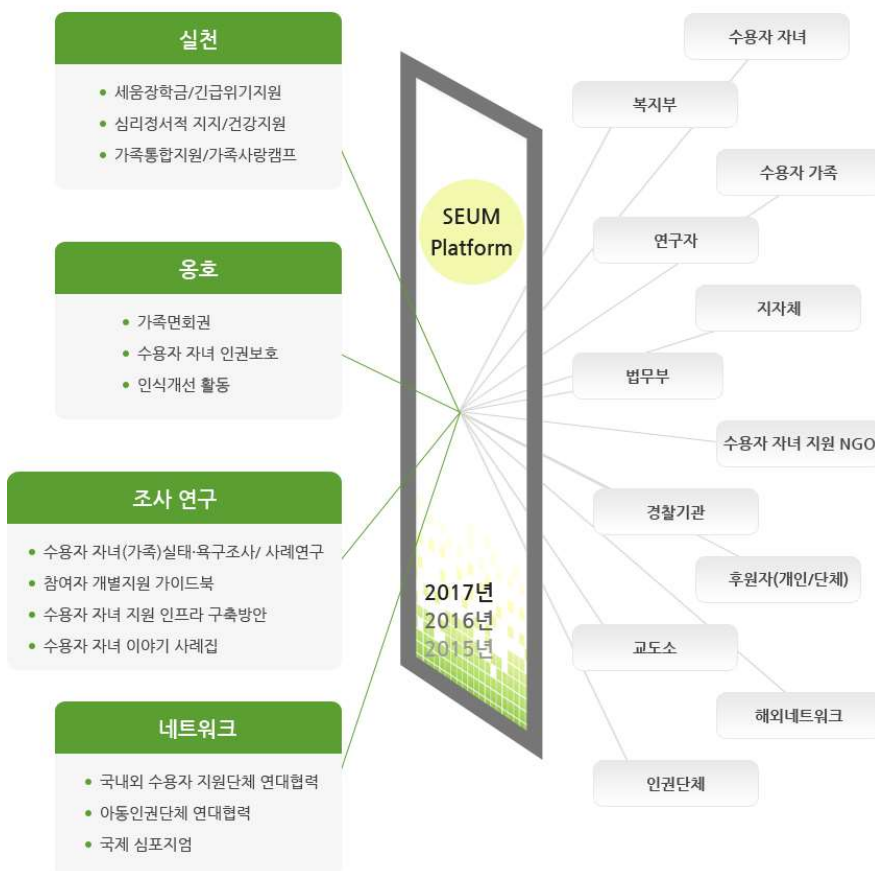 실천
세움장학금/긴급위기지원
심리정서적 지지/건강지원
가족통합지원/가족사랑캠프
옹호
가족면회권
수용자 자녀 인권보호
인식개선 활동
조사 연구
수용자 자녀(가족)실태·욕구조사/ 사례연구
참여자 개별지원 가이드북
수용자 자녀 지원 인프라 구축방안
수용자 자녀 이야기 사례집
네트워크
국내외 수용자 지원단체 연대협력
아동인권단체 연대협력
국제 심포지엄
SEUM
Platform
2017년
2016년
2015년
수용자 자녀
복지부
수용자 가족
연구자
지자체
법무부
수용자 자녀 지원 NGO
경찰기관
후원자(개인/단체)
교도소
해외네트워크
인권단체